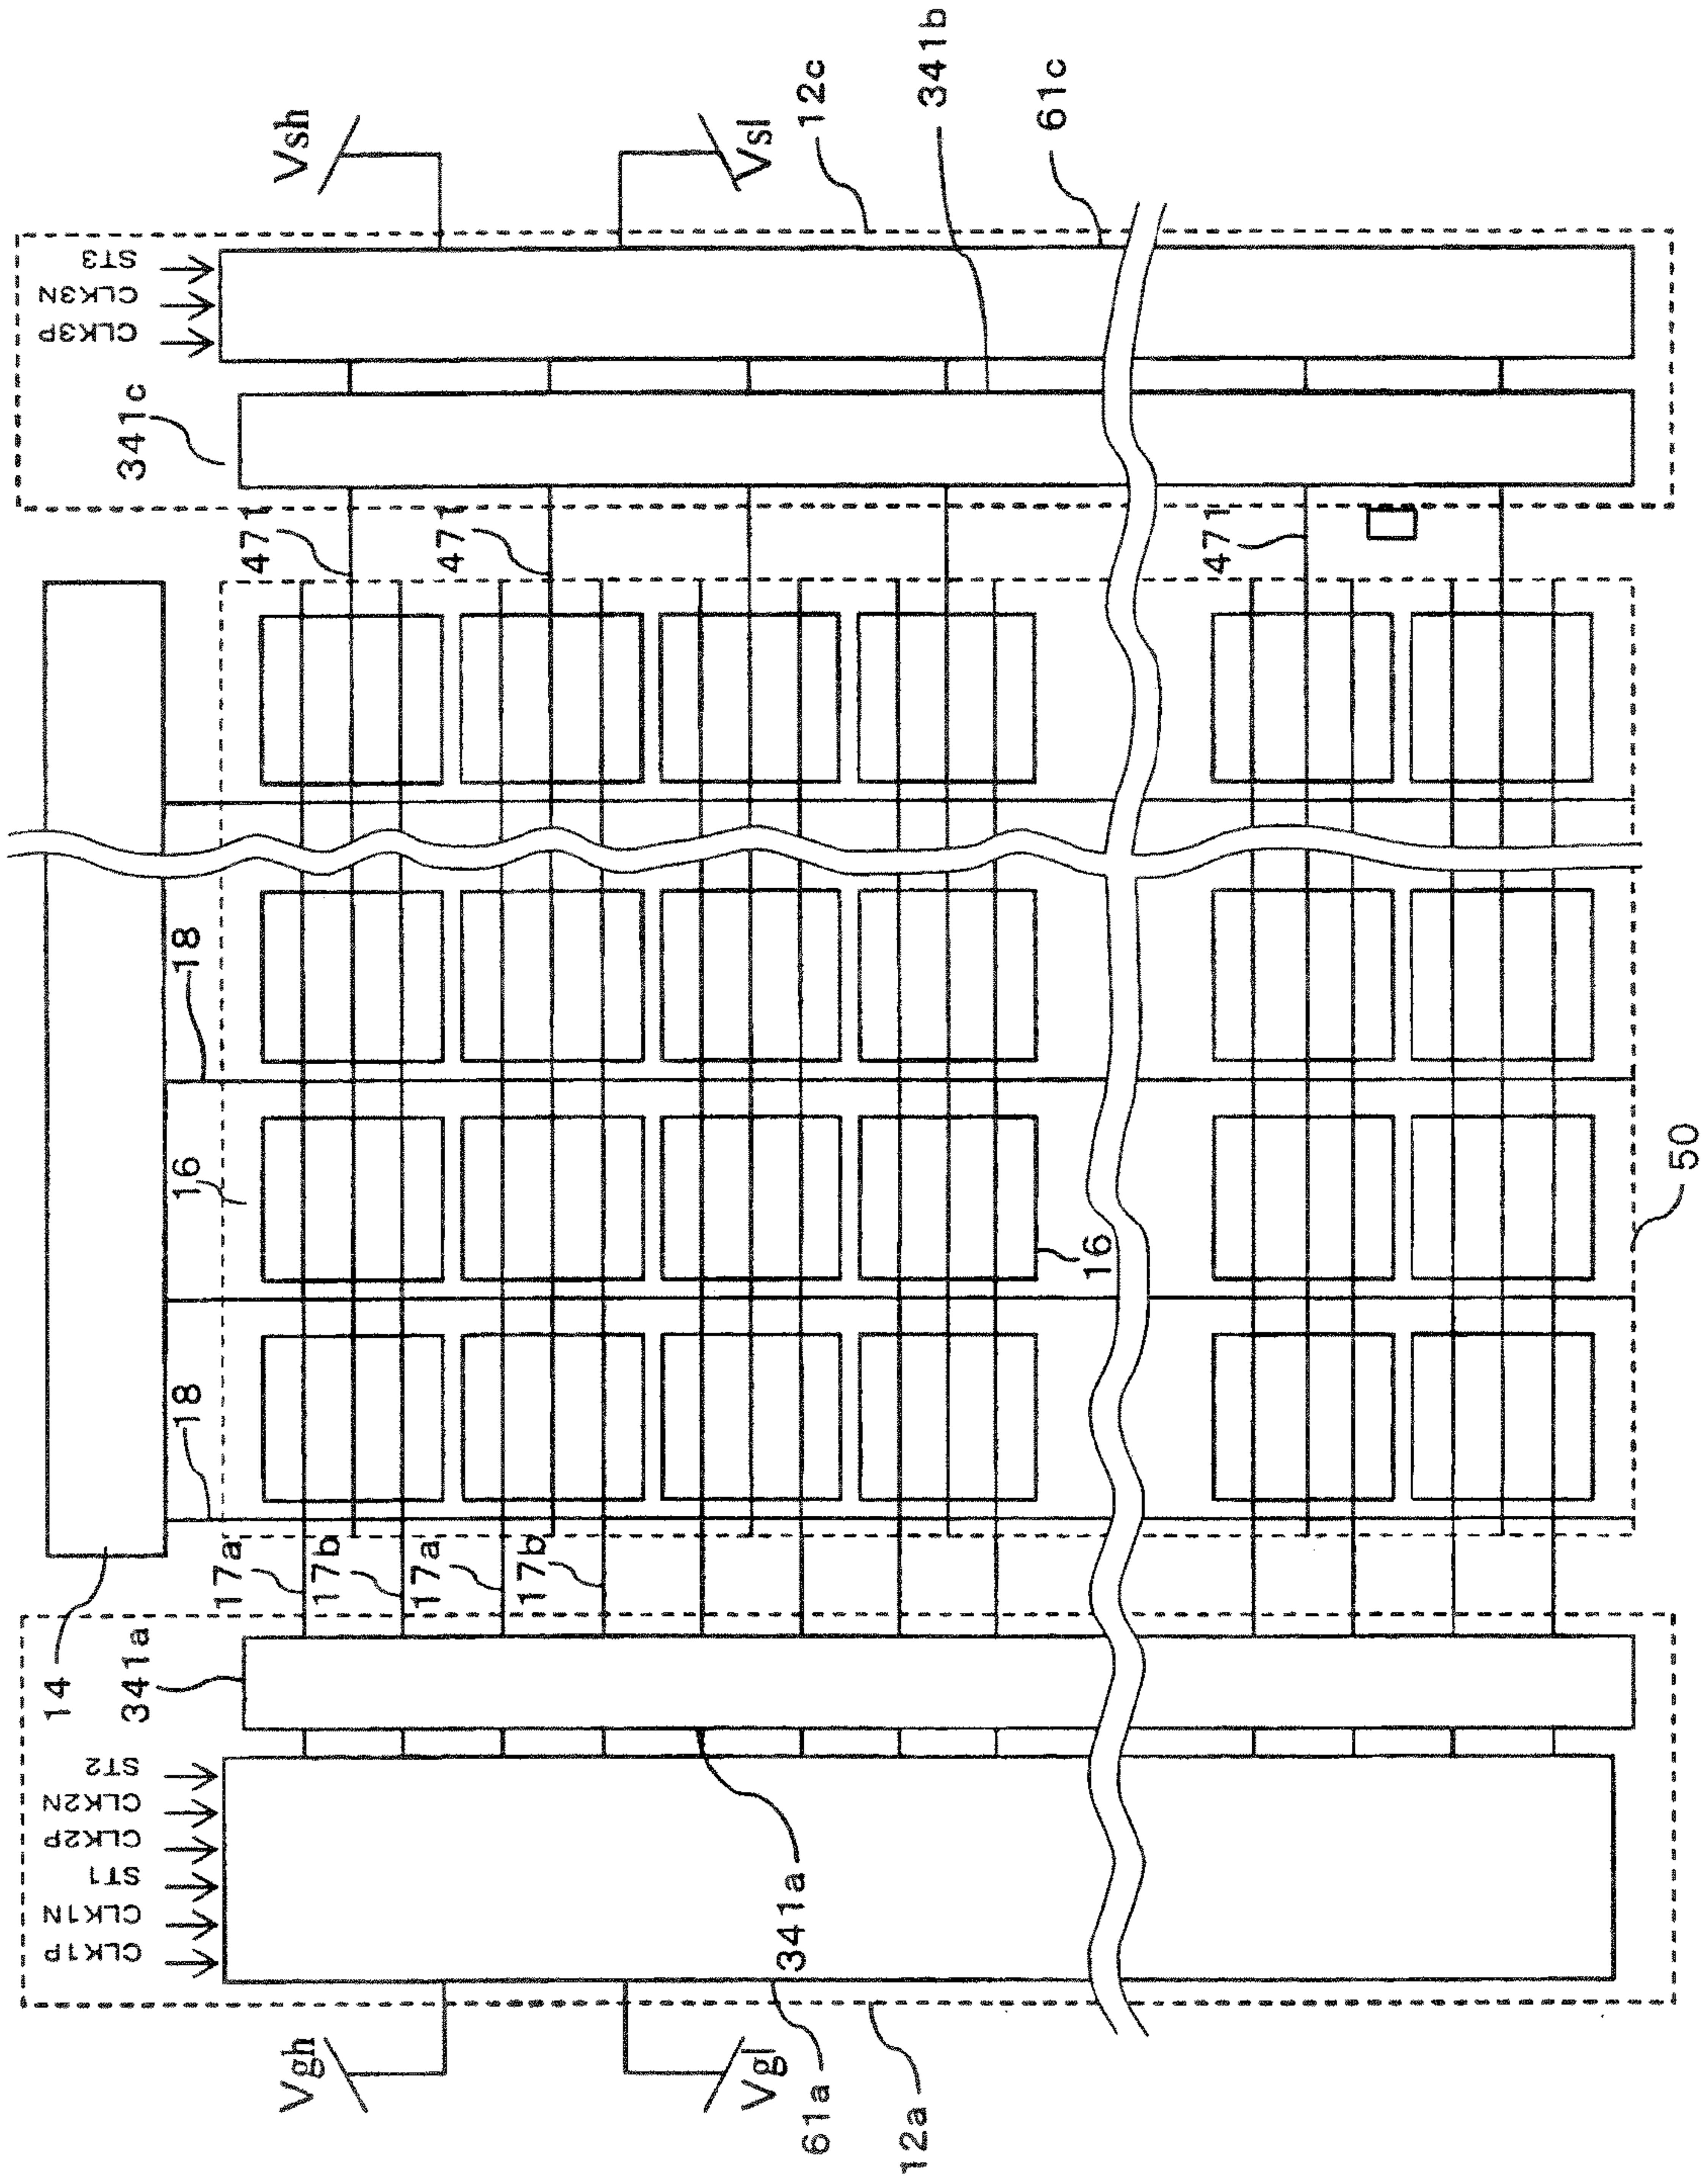 Vsh
Vsl
12c
341b
61c
ST3
CLK3N
CLK3P
341c
471
471
471
18
16
16
18
50
17a
17b
17a
17b
14
341a
ST2
CLK2N
CLK2P
ST1
CLK1N
CLK1P
341a
Vgh
Vgl
61a
12a